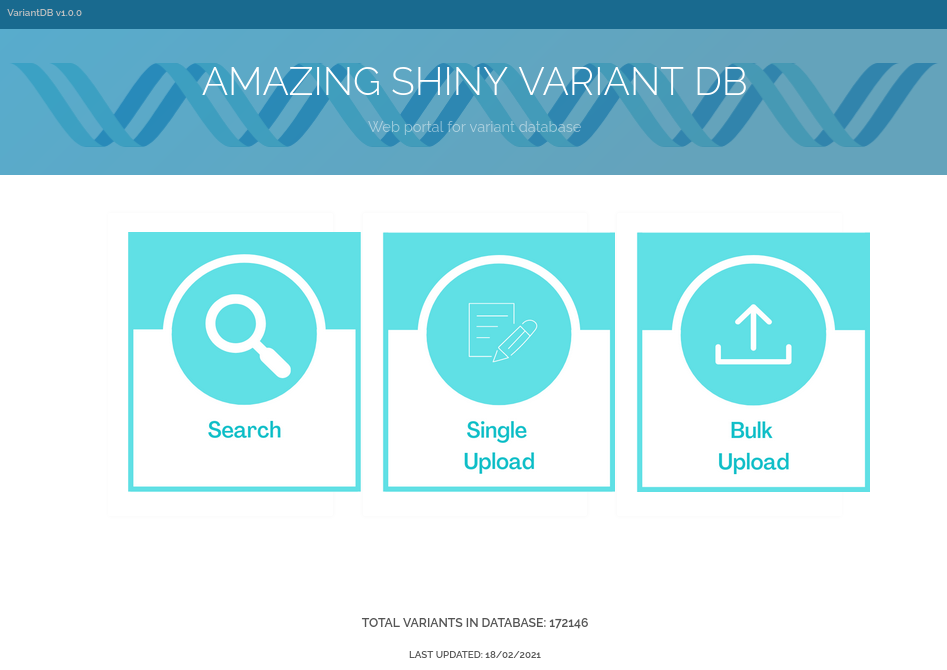 VariantDB v1.0.0
AMAZING SHINY VARIANT DB
Web portal for variant database
Search
Single
Upload
Bulk
Upload
TOTAL VARIANTS IN DATABASE: 172146
LAST UPDATED: 18/02/2021